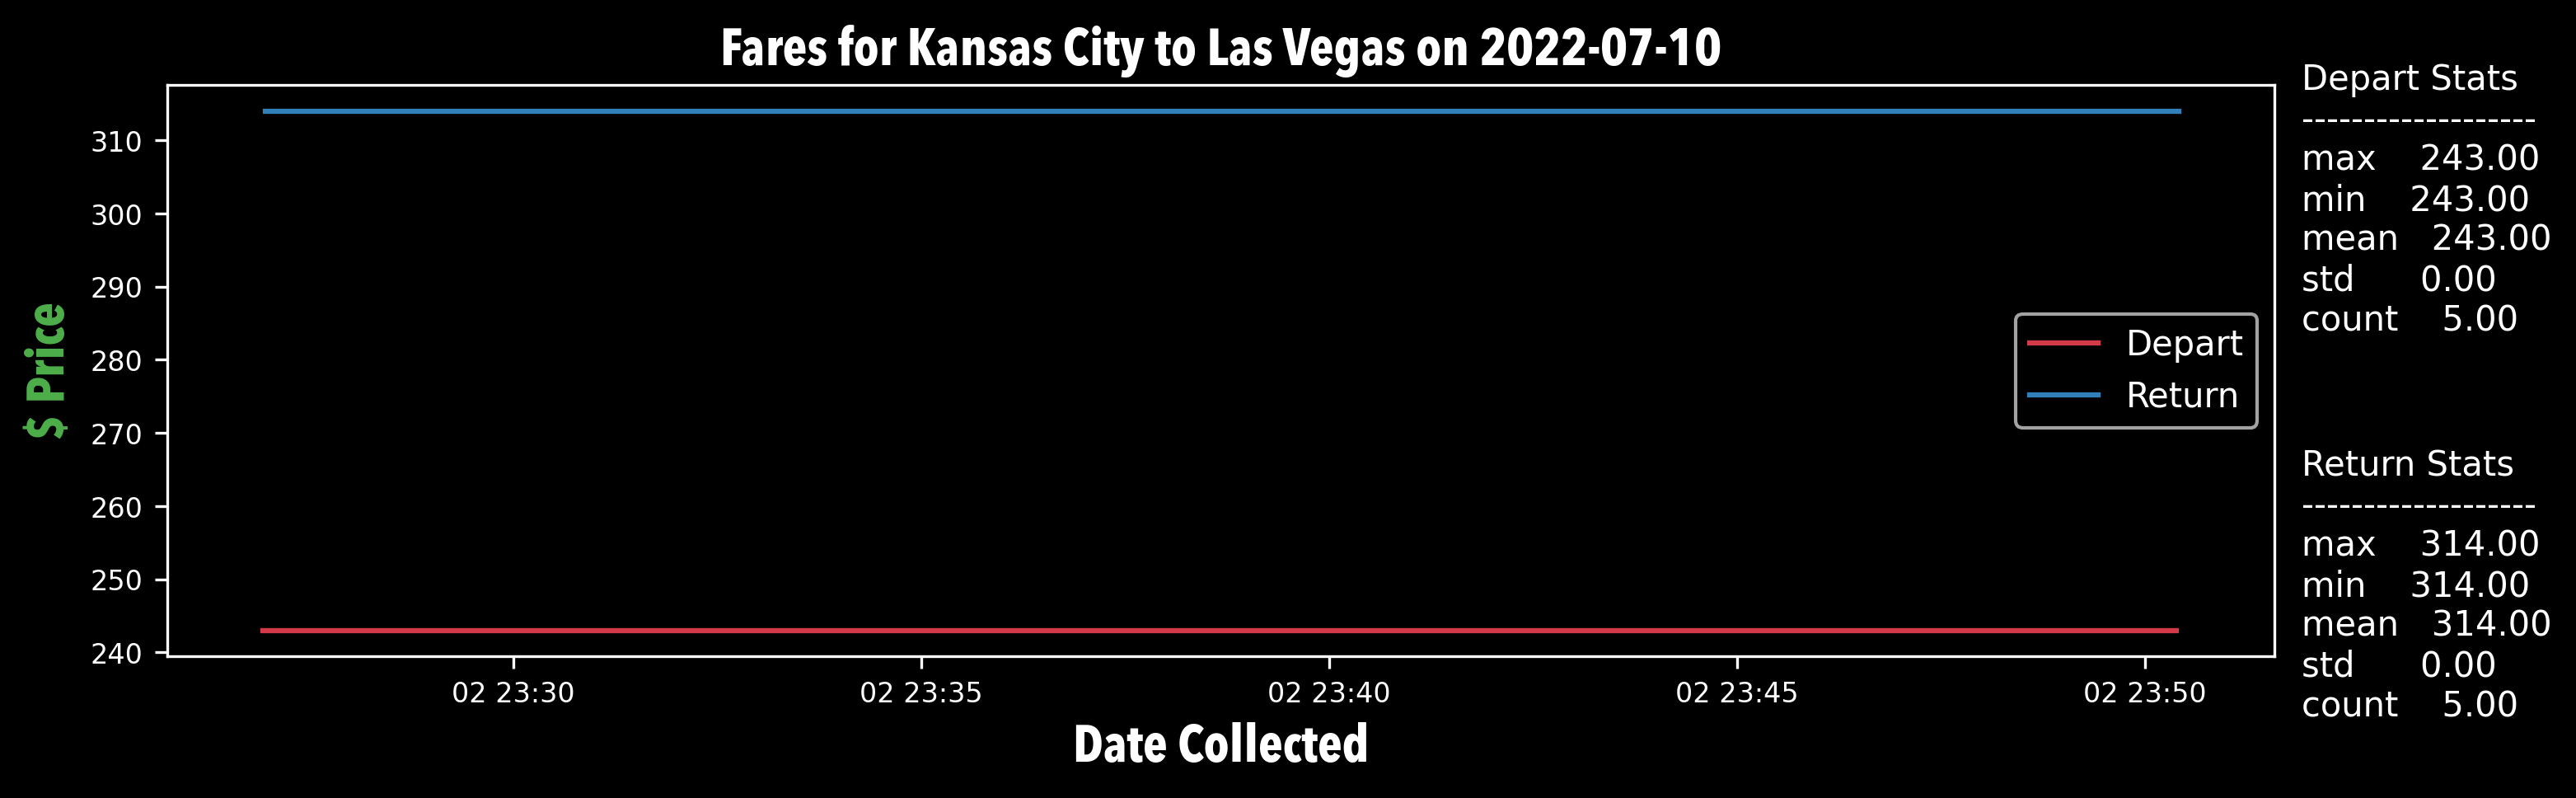 Fares for Kansas City to Las Vegas on 2022-07-10
$ Price
310
300
290
280
270
260
250
240
02 23:30 02 23:35 02 23:40 02 23:45 02 23:50
Date Collected
Depart
Return
Depart Stats
-------------------
max 243.00
min 243.00
mean 243.00
std 0.00
count 5.00
Return Stats
-------------------
max 314.00
min 314.00
mean 314.00
std 0.00
count 5.00